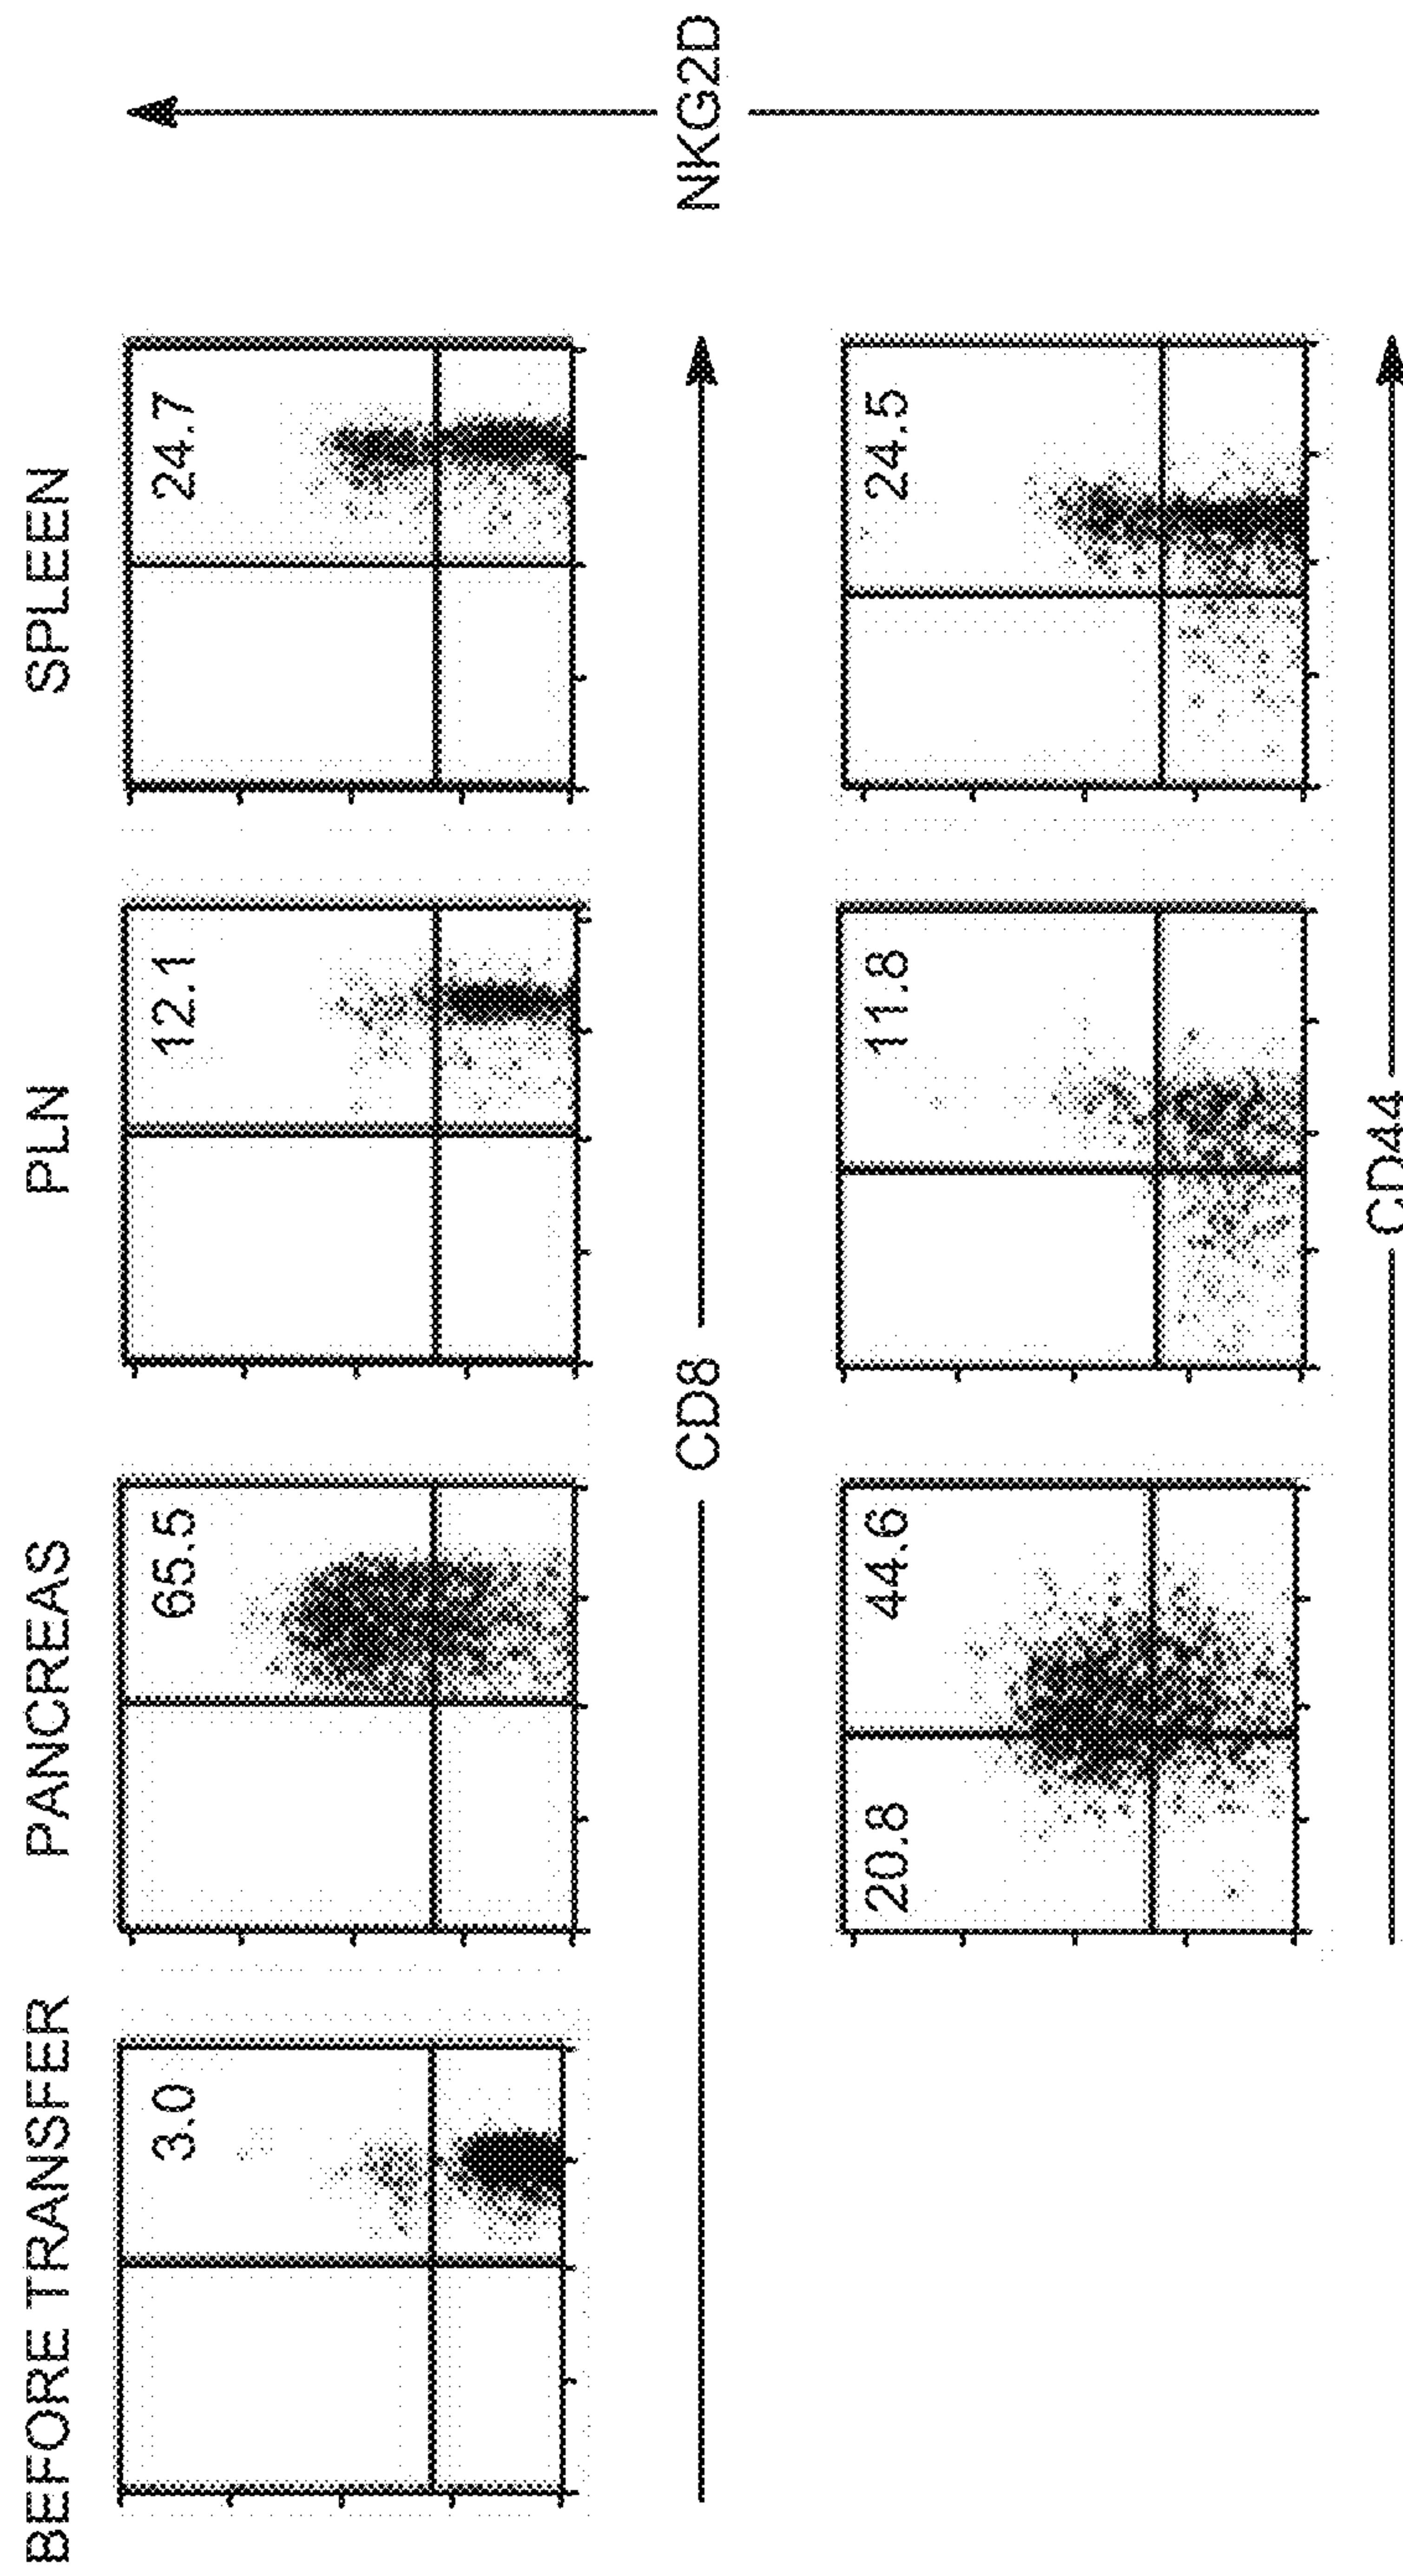 BEFORE TRANSFER
PANCREAS
PLN
SPLEEN
3.0
65.5
12.1
24.7
CD8
NKG2D
20.8
44.6
11.8
24.5
CD44